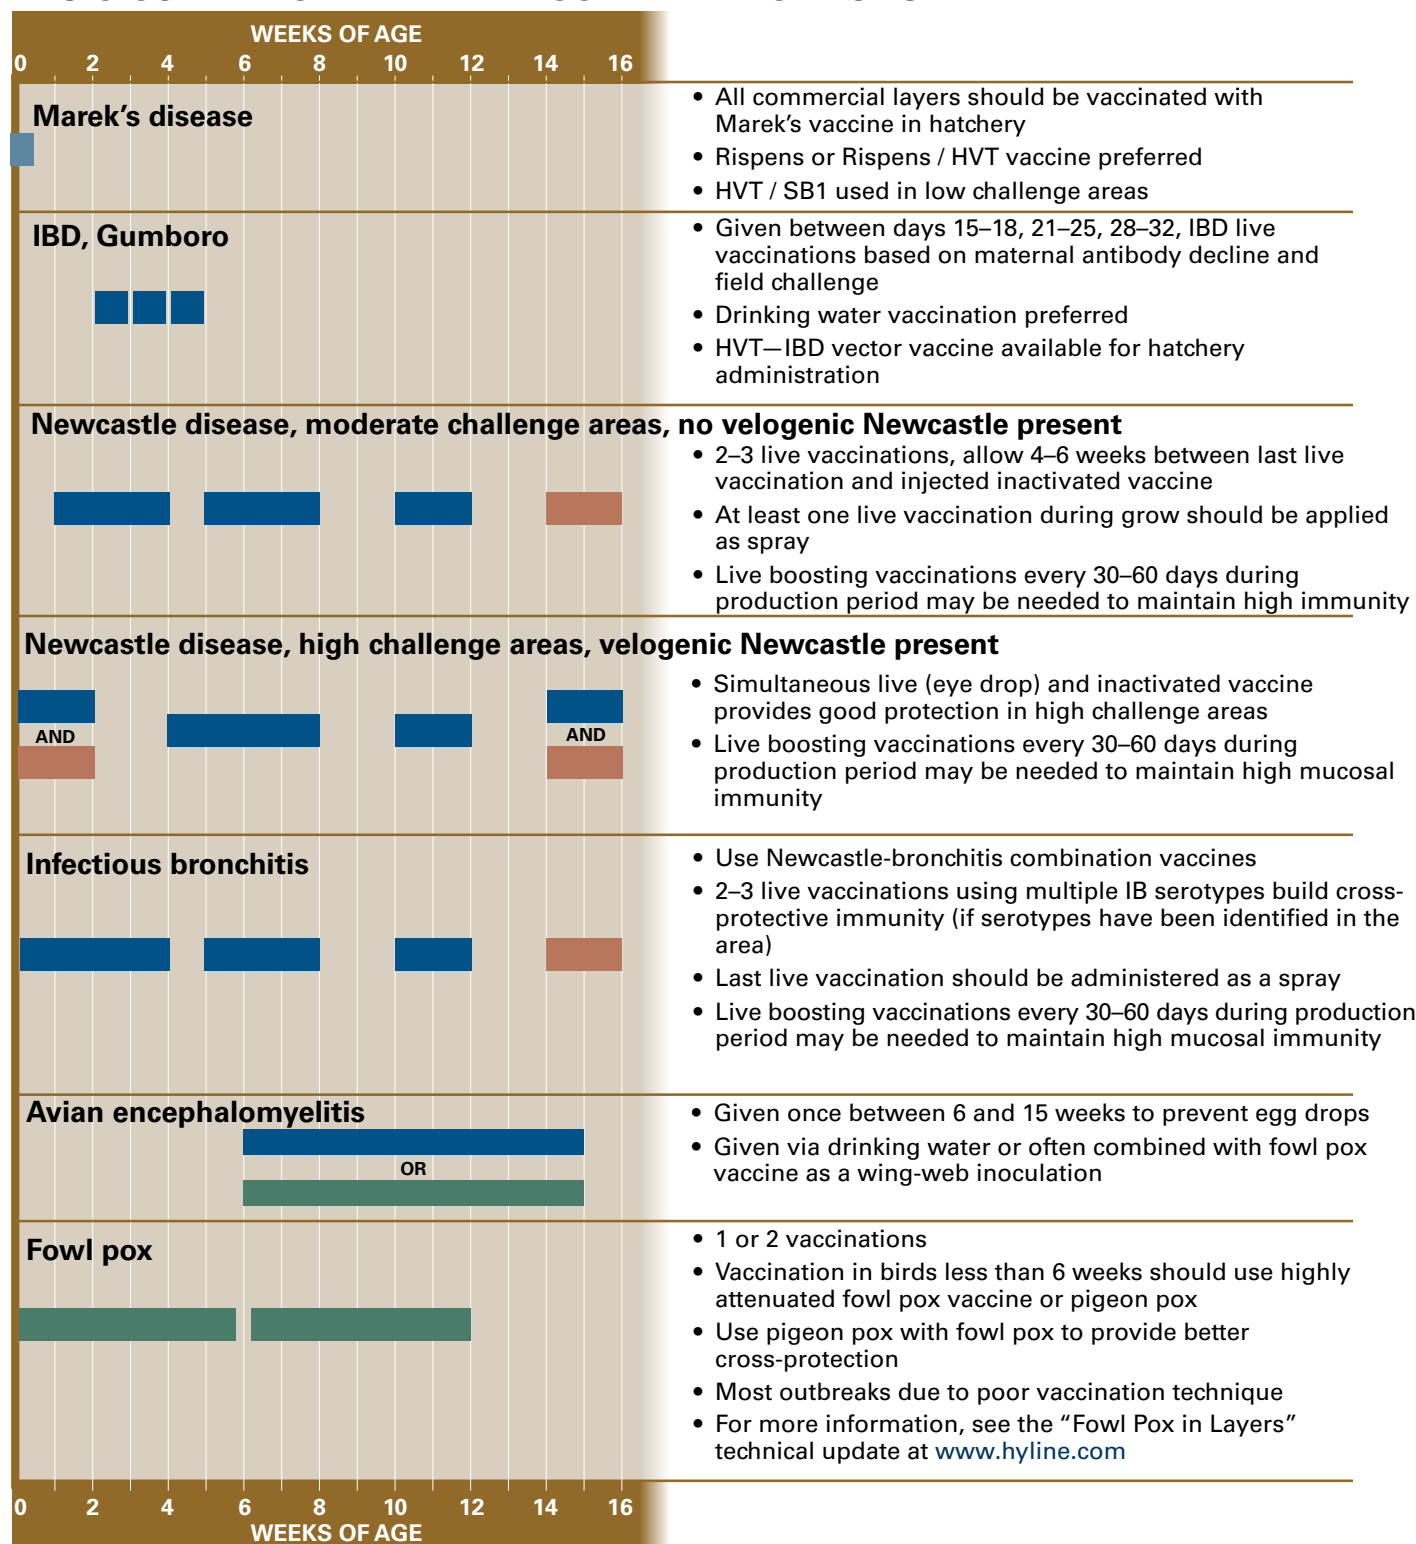 WEEKS OF AGE
0 2 4 6 8 10 12 14 16
Marek's disease
• All commercial layers should be vaccinated with
Marek's vaccine in hatchery
• Rispens or Rispens / HVT vaccine preferred
• HVT / SB1 used in low challenge areas
IBD, Gumboro
• Given between days 15–18, 21–25, 28–32, IBD live
vaccinations based on maternal antibody decline and
field challenge
• Drinking water vaccination preferred
• HVT—IBD vector vaccine available for hatchery
administration
Newcastle disease, moderate challenge areas, no velogenic Newcastle present
• 2–3 live vaccinations, allow 4–6 weeks between last live
vaccination and injected inactivated vaccine
• At least one live vaccination during grow should be applied
as spray
• Live boosting vaccinations every 30–60 days during
production period may be needed to maintain high immunity
Newcastle disease, high challenge areas, velogenic Newcastle present
AND
AND
• Simultaneous live (eye drop) and inactivated vaccine
provides good protection in high challenge areas
• Live boosting vaccinations every 30–60 days during
production period may be needed to maintain high mucosal
immunity
Infectious bronchitis
• Use Newcastle-bronchitis combination vaccines
• 2–3 live vaccinations using multiple IB serotypes build cross-
protective immunity (if serotypes have been identified in the
area)
• Last live vaccination should be administered as a spray
• Live boosting vaccinations every 30–60 days during production
period may be needed to maintain high mucosal immunity
Avian encephalomyelitis
OR
• Given once between 6 and 15 weeks to prevent egg drops
• Given via drinking water or often combined with fowl pox
vaccine as a wing-web inoculation
Fowl pox
• 1 or 2 vaccinations
• Vaccination in birds less than 6 weeks should use highly
attenuated fowl pox vaccine or pigeon pox
• Use pigeon pox with fowl pox to provide better
cross-protection
• Most outbreaks due to poor vaccination technique
• For more information, see the "Fowl Pox in Layers"
technical update at www.hyline.com
0 2 4 6 8 10 12 14 16
WEEKS OF AGE